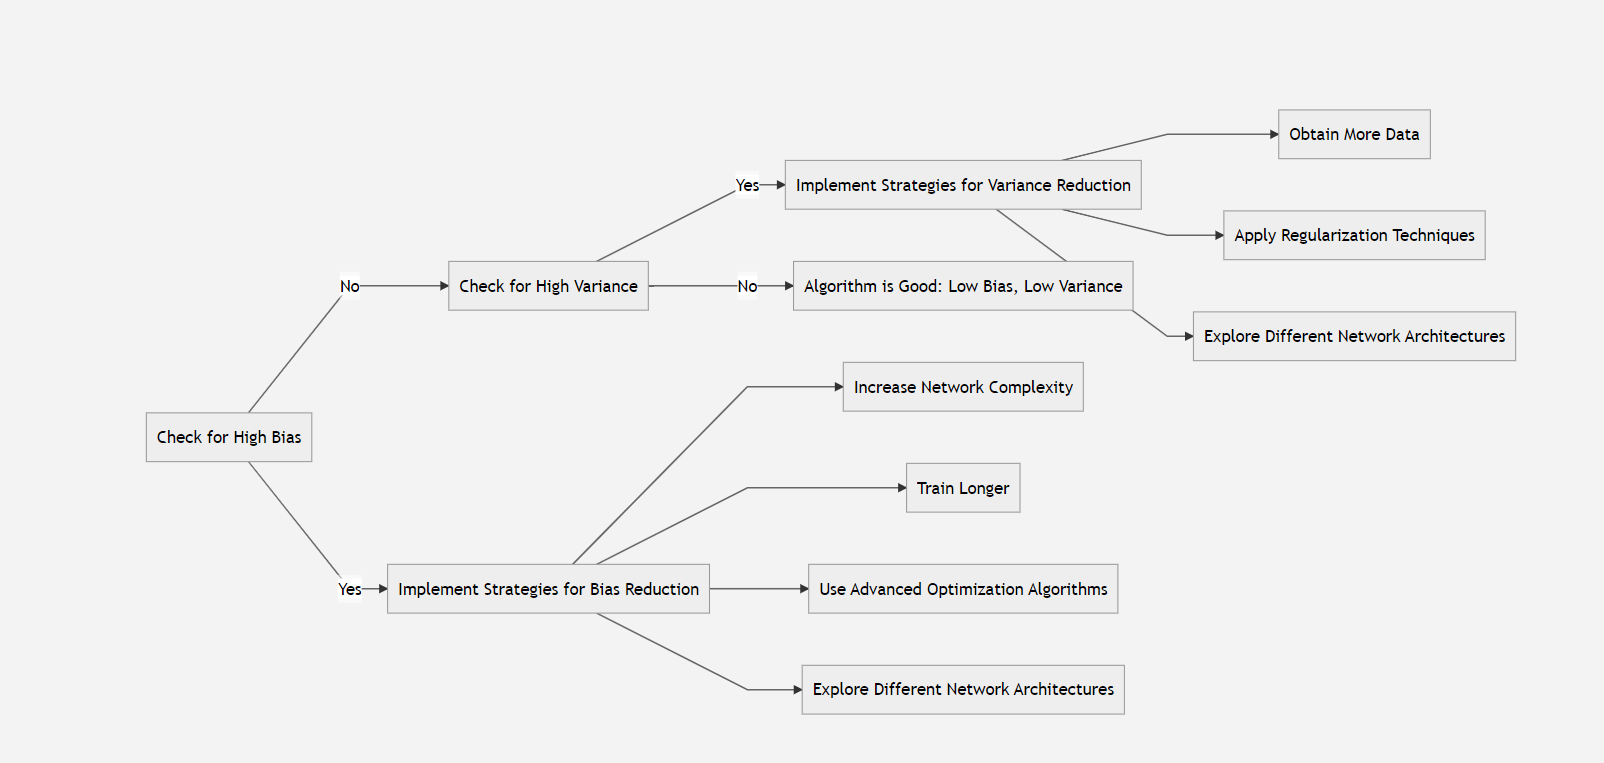 Obtain More Data
Yes
Implement Strategies for Variance Reduction
Apply Regularization Techniques
No
Check for High Variance
No
Algorithm is Good: Low Bias, Low Variance
Explore Different Network Architectures
Increase Network Complexity
Check for High Bias
Train Longer
Yes
Implement Strategies for Bias Reduction
Use Advanced Optimization Algorithms
Explore Different Network Architectures